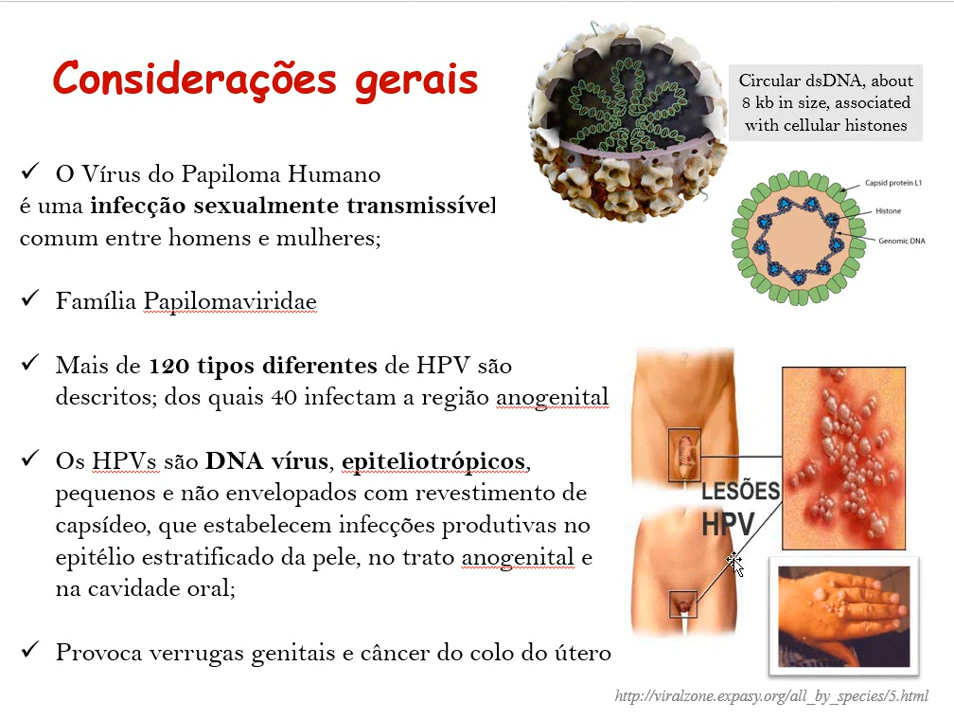 Considerações gerais
Circular dsDNA, about
8 kb in size, associated
with cellular histones
✓ O Vírus do Papiloma Humano
é uma infecção sexualmente transmissível
comum entre homens e mulheres;
Capsid protein L1
Histone
Genomic DNA
✓ Família Papilomaviridae
✓ Mais de 120 tipos diferentes de HPV são
descritos; dos quais 40 infectam a região anogenital
✓ Os HPVs são DNA vírus, epiteliotrópicos,
pequenos e não envelopados com revestimento de
capsídeo, que estabelecem infecções produtivas no
epitélio estratificado da pele, no trato anogenital e
na cavidade oral;
LESÕES
HPV
✓ Provoca verrugas genitais e câncer do colo do útero
http://viralzone.expasy.org/all_by_species/5.html